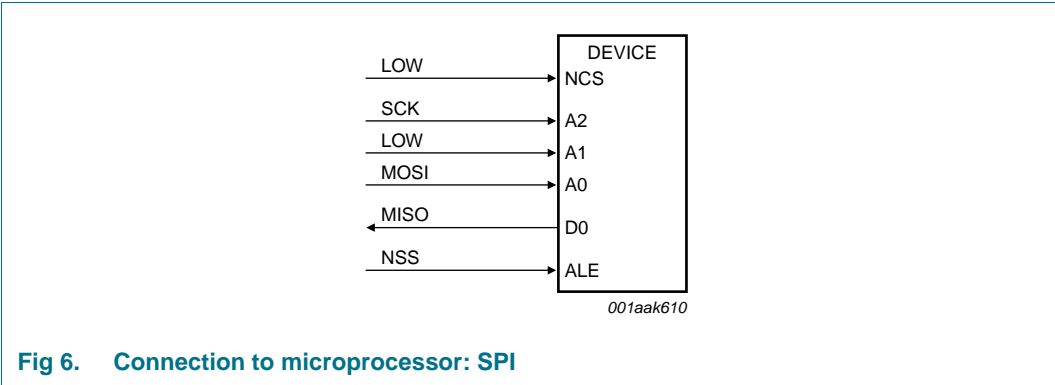 DEVICE
LOW NCS
SCK A2
LOW A1
MOSI A0
MISO D0
NSS ALE
001aak610
Fig 6. Connection to microprocessor: SPI